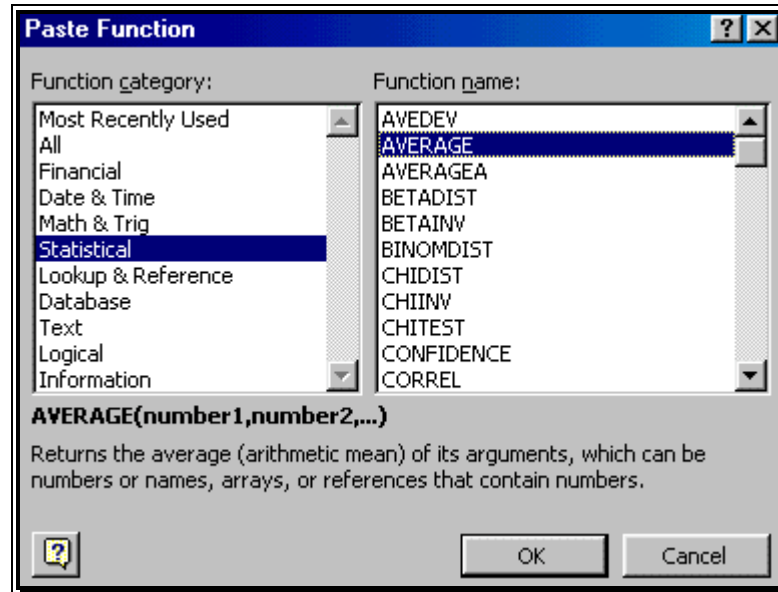 Paste Function
Function category:
Most Recently Used
All
Financial
Date & Time
Math & Trig
Statistical
Lookup & Reference
Database
Text
Logical
Information
Function name:
AVEDEV
AVERAGE
AVERAGEA
BETADIST
BETAINV
BINOMDIST
CHIDIST
CHIINV
CHITEST
CONFIDENCE
CORREL
AVERAGE(number1,number2,...)
Returns the average (arithmetic mean) of its arguments, which can be
numbers or names, arrays, or references that contain numbers.
OK
Cancel